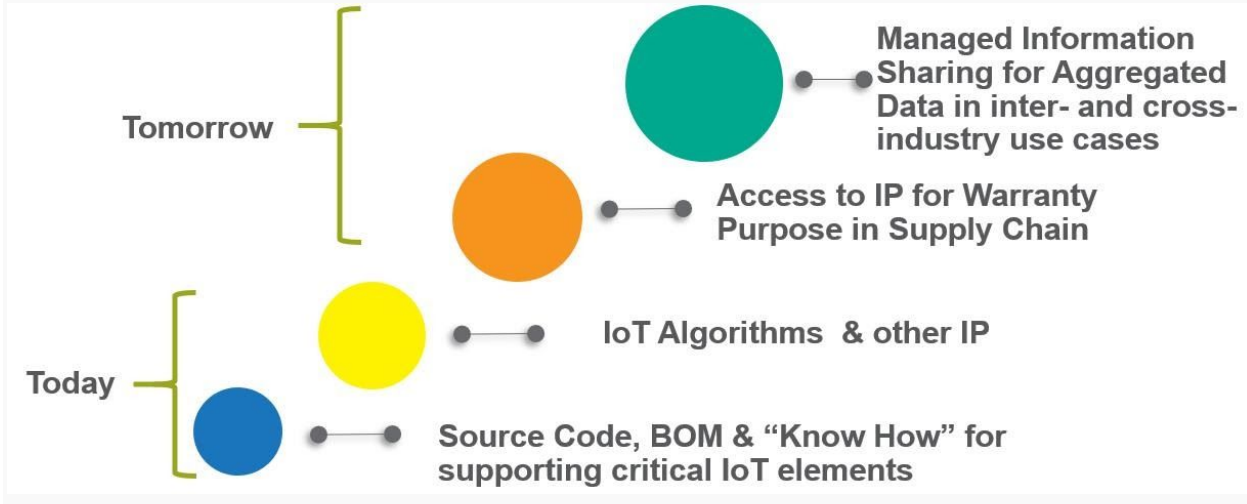 Managed Information
Sharing for Aggregated
Data in inter- and cross-
industry use cases
Tomorrow
Access to IP for Warranty
Purpose in Supply Chain
IoT Algorithms & other IP
Today
Source Code, BOM & “Know How” for
supporting critical IoT elements